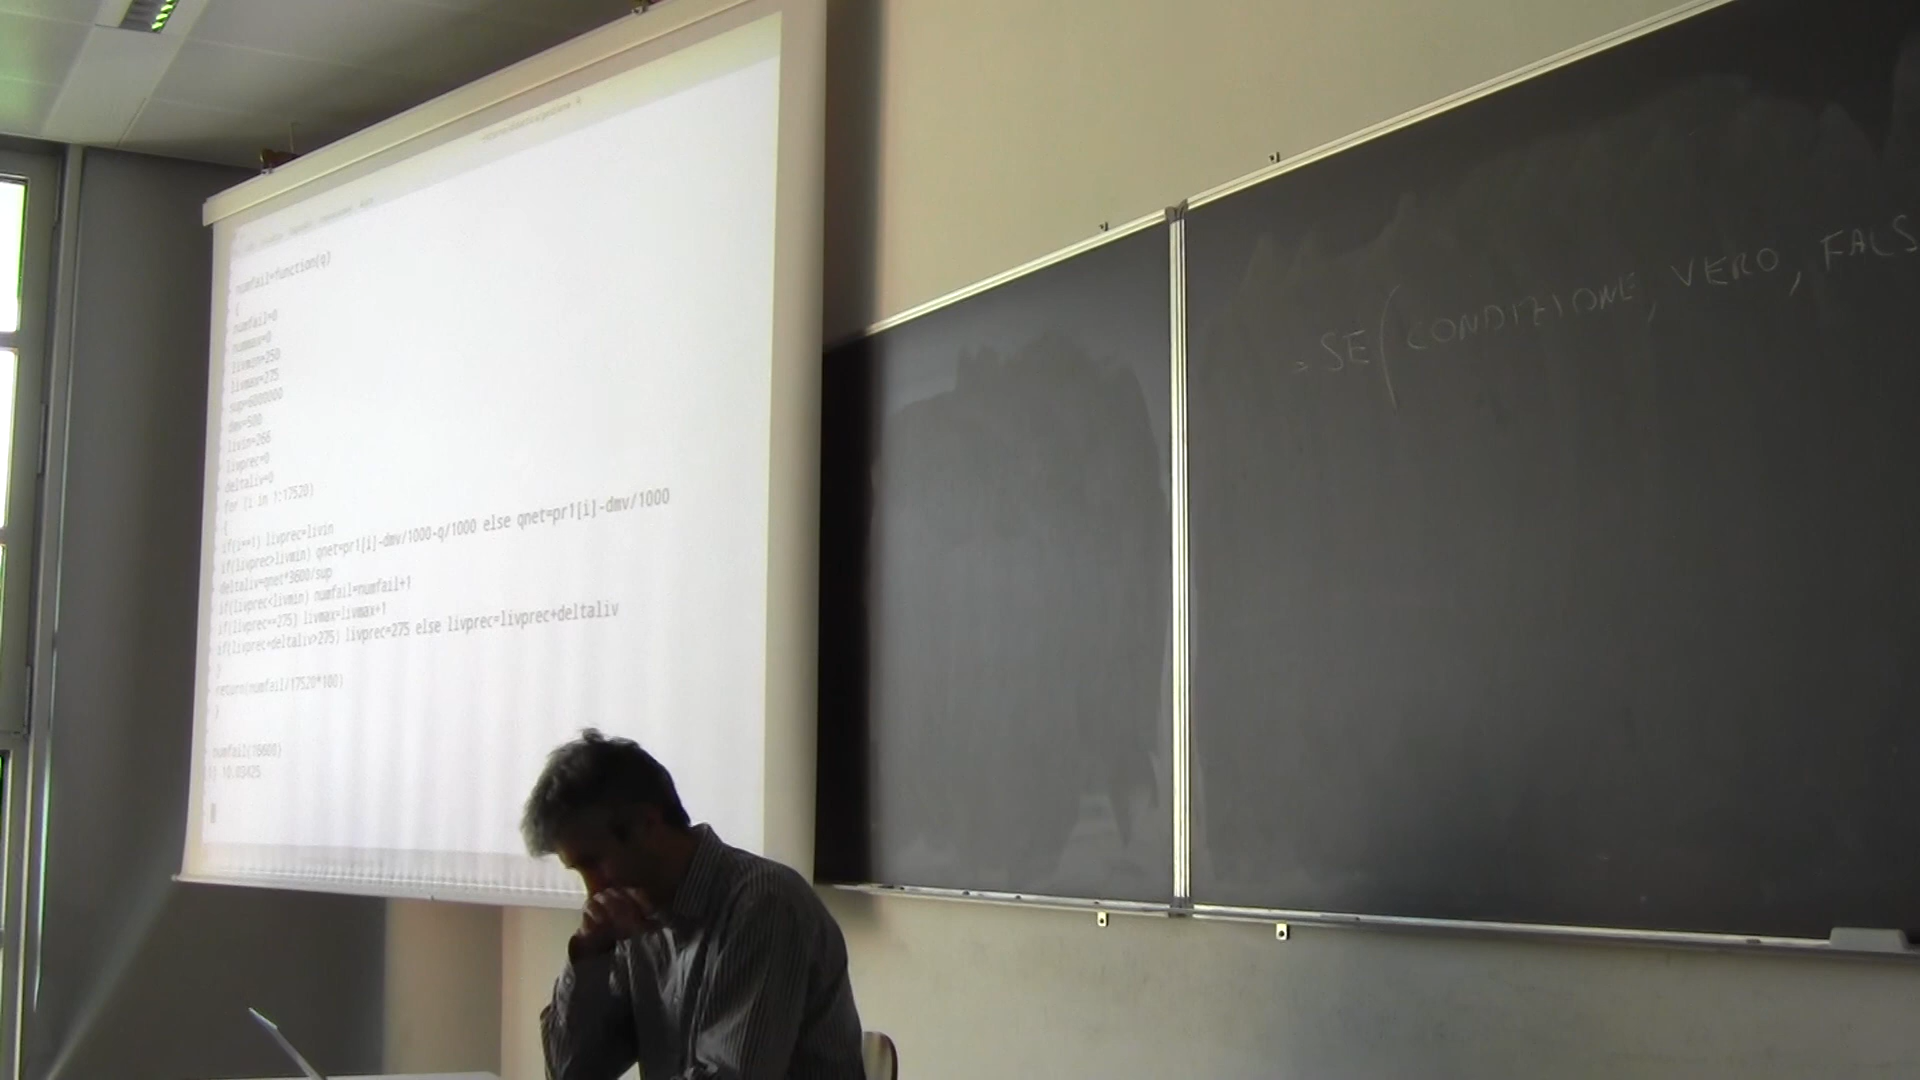 numfail=function(q)
{
numfail=0
nummax=0
livmin=250
livmax=275
sup=6000000
dmv=500
livin=266
livprec=0
deltaliv=0
for (i in 1:17520)
{
if(i==1) livprec=livin
if(livprec>livmin) qnet=pr1[i]-dmv/1000-q/1000 else qnet=pr1[i]-dmv/1000
deltaliv=qnet*3600/sup
if(livprec<livmin) numfail=numfail+1
if(livprec==275) livmax=livmax+1
if(livprec+deltaliv>275) livprec=275 else livprec=livprec+deltaliv
}
return(numfail/17520*100)
}
10.03425
= SE(CONDIZIONE, VERO, FALS